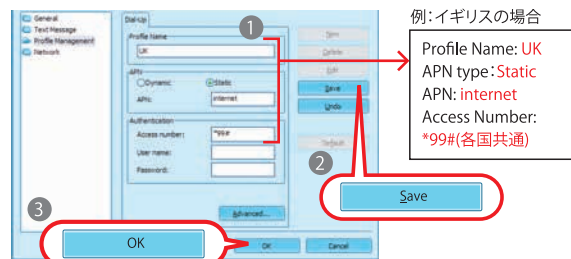 General
Text Message
Profile Management
Network
Dial-Up
Profile Name
UK
APN
Dynamic
Static
APN:
internet
Authentication
Access number:
*99#
User name:
Password:
Advanced...
New
Delete
Edit
Save
Undo
Default
OK
Cancel
1
2
3
Save
OK
例：イギリスの場合
Profile Name: UK
APN type：Static
APN: internet
Access Number:
*99#(各国共通)